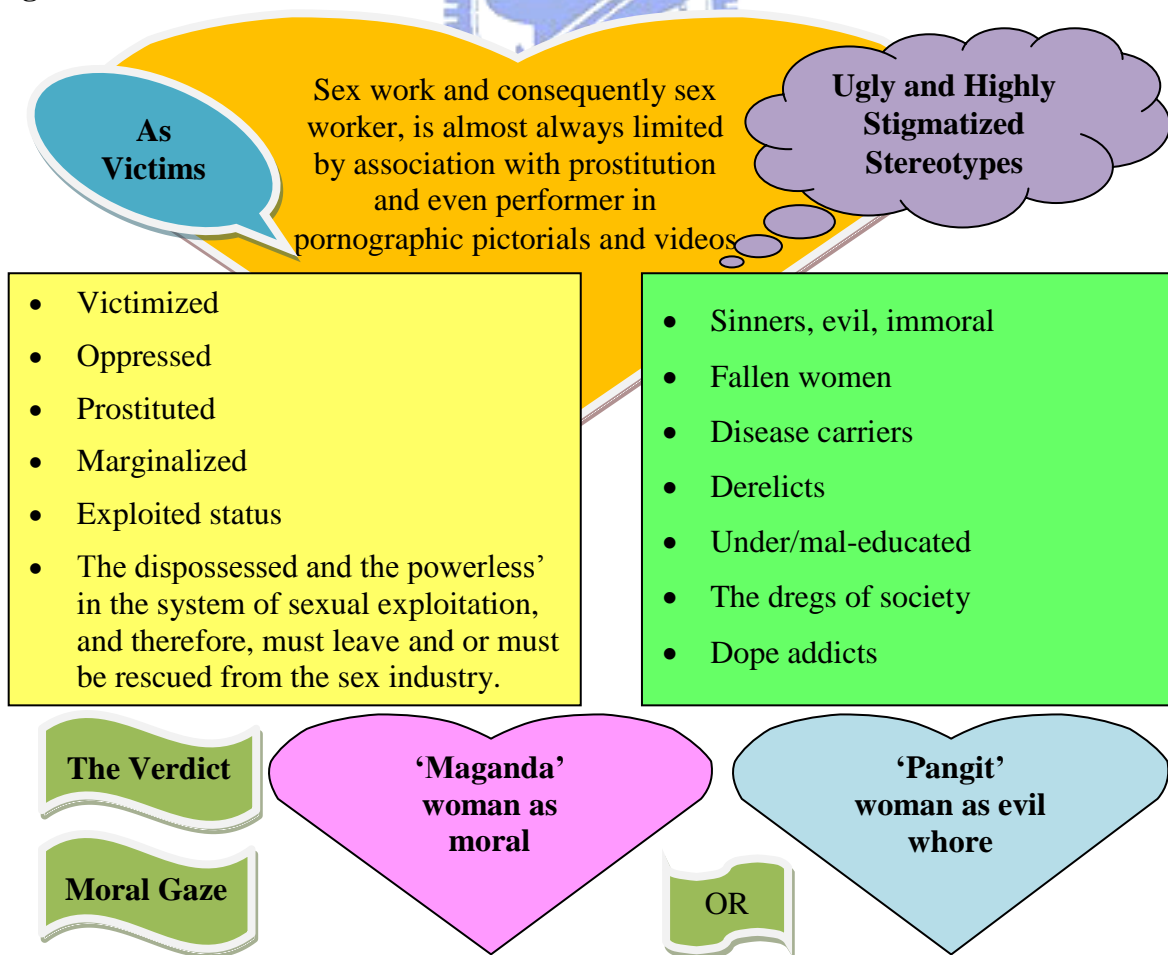 As
Victims
Sex work and consequently sex
worker, is almost always limited
by association with prostitution
and even performer in
pornographic pictorials and videos
Ugly and Highly
Stigmatized
Stereotypes
• Victimized
• Oppressed
• Prostituted
• Marginalized
• Exploited status
• The dispossessed and the powerless’
in the system of sexual exploitation,
and therefore, must leave and or must
be rescued from the sex industry.
• Sinners, evil, immoral
• Fallen women
• Disease carriers
• Derelicts
• Under/mal-educated
• The dregs of society
• Dope addicts
The Verdict
Moral Gaze
‘Maganda’
woman as
moral
OR
‘Pangit’
woman as evil
whore